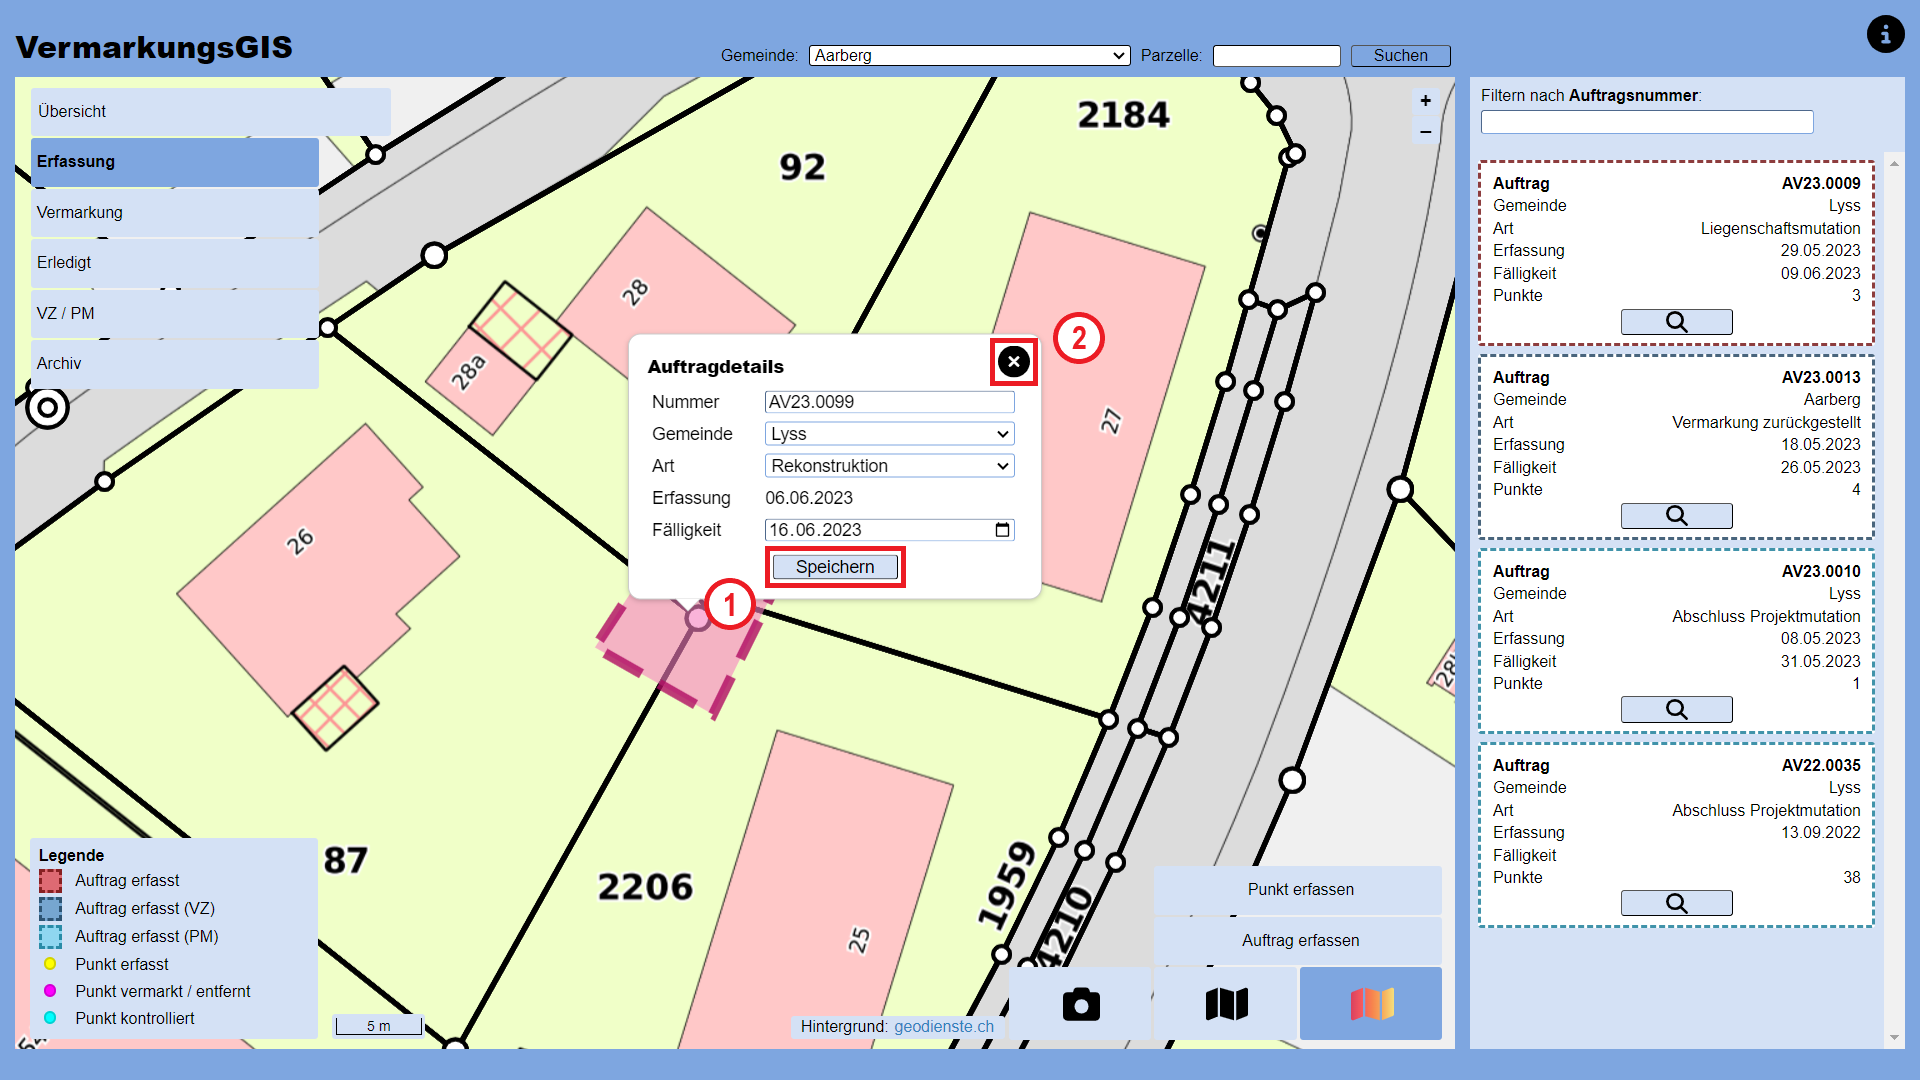 VermarkungsGIS
Gemeinde: Aarberg Parzelle: Suchen
Übersicht
Erfassung
Vermarkung
Erledigt
VZ / PM
Archiv
+
−
2184
92
28
28a
27
26
4211
87
2206
25
1959
4210
Auftragdetails
Nummer AV23.0099
Gemeinde Lyss
Art Rekonstruktion
Erfassung 06.06.2023
Fälligkeit 16.06.2023
Speichern
1
2
Legende
Auftrag erfasst
Auftrag erfasst (VZ)
Auftrag erfasst (PM)
Punkt erfasst
Punkt vermarkt / entfernt
Punkt kontrolliert
5 m
Hintergrund: geodienste.ch
Punkt erfassen
Auftrag erfassen
Filtern nach Auftragsnummer:
Auftrag AV23.0009
Gemeinde Lyss
Art Liegenschaftsmutation
Erfassung 29.05.2023
Fälligkeit 09.06.2023
Punkte 3
Auftrag AV23.0013
Gemeinde Aarberg
Art Vermarkung zurückgestellt
Erfassung 18.05.2023
Fälligkeit 26.05.2023
Punkte 4
Auftrag AV23.0010
Gemeinde Lyss
Art Abschluss Projektmutation
Erfassung 08.05.2023
Fälligkeit 31.05.2023
Punkte 1
Auftrag AV22.0035
Gemeinde Lyss
Art Abschluss Projektmutation
Erfassung 13.09.2022
Fälligkeit
Punkte 38